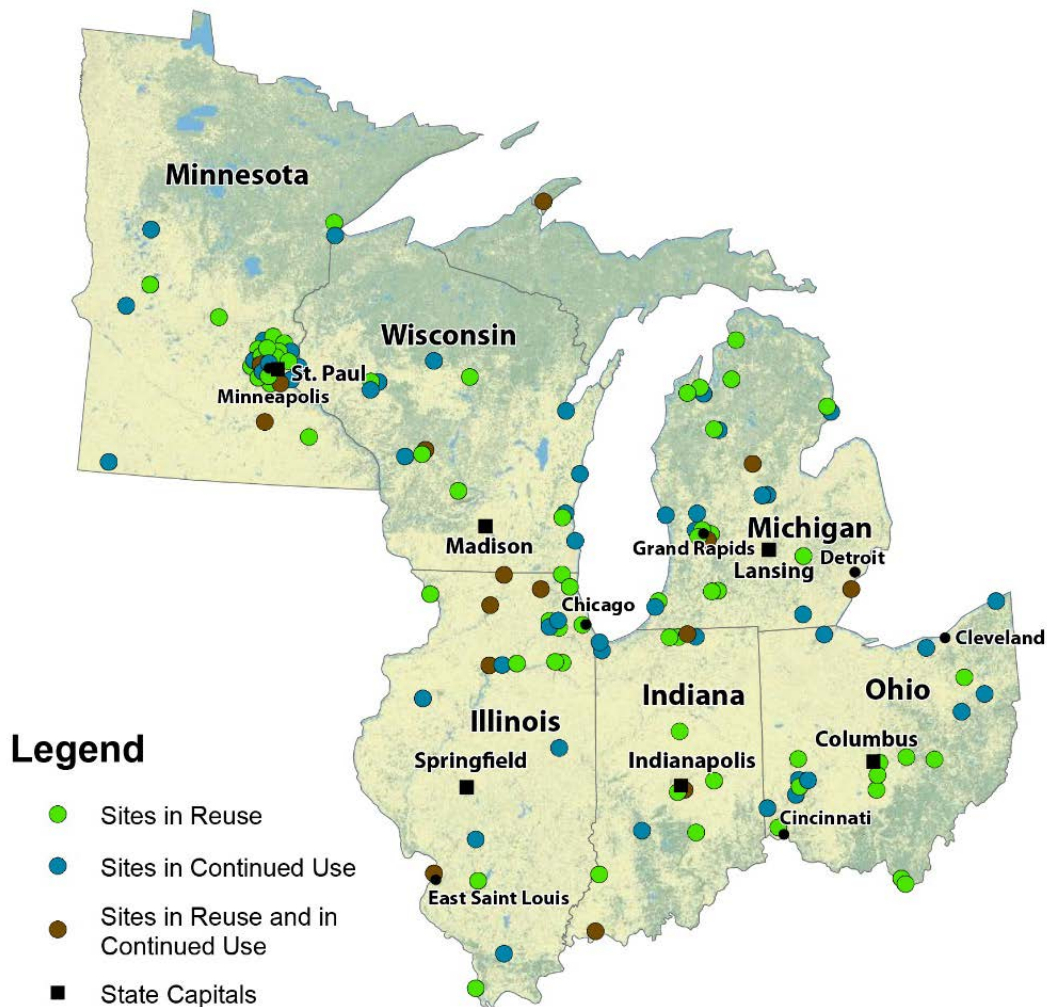 Minnesota
Wisconsin
St. Paul
Minneapolis
Michigan
Grand Rapids
Detroit
Lansing
Madison
Chicago
Cleveland
Indiana
Ohio
Illinois
Columbus
Springfield
Indianapolis
Cincinnati
East Saint Louis
Legend
Sites in Reuse
Sites in Continued Use
Sites in Reuse and in
Continued Use
State Capitals